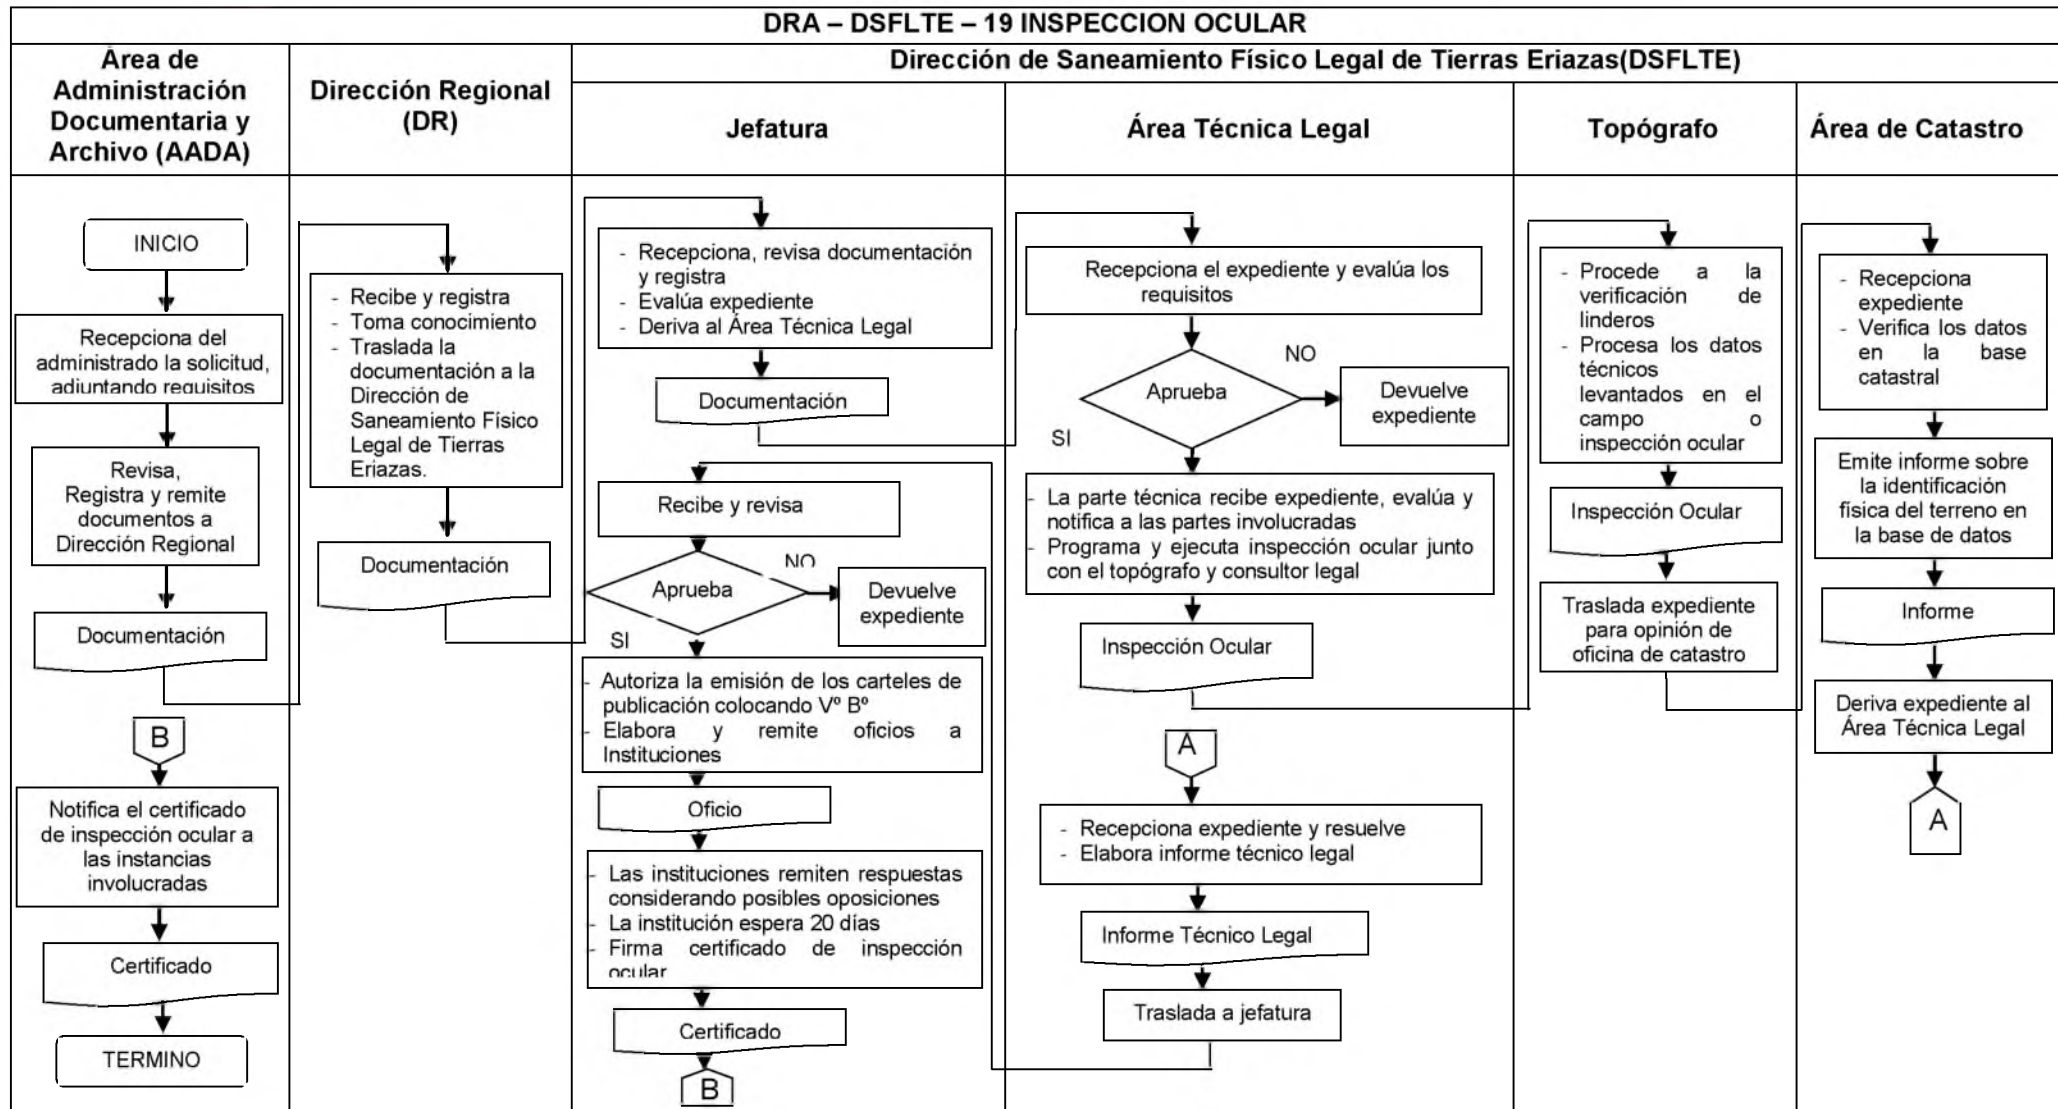 DRA – DSFLTE – 19 INSPECCION OCULAR
Área de
Administración
Documentaria y
Archivo (AADA)
Dirección Regional
(DR)
Dirección de Saneamiento Físico Legal de Tierras Eriazas(DSFLTE)
Jefatura
Área Técnica Legal
Topógrafo
Área de Catastro
INICIO
Recepciona del
administrado la solicitud,
adjuntando requisitos
Revisa,
Registra y remite
documentos a
Dirección Regional
Documentación
B
Notifica el certificado
de inspección ocular a
las instancias
involucradas
Certificado
TERMINO
- Recibe y registra
- Toma conocimiento
- Traslada la
documentación a la
Dirección de
Saneamiento Físico
Legal de Tierras
Eriazas.
Documentación
- Recepciona, revisa documentación
y registra
- Evalúa expediente
- Deriva al Área Técnica Legal
Documentación
Recibe y revisa
Aprueba
NO
Devuelve
expediente
SI
- Autoriza la emisión de los carteles de
publicación colocando Vº Bº
- Elabora y remite oficios a
Instituciones
Oficio
- Las instituciones remiten respuestas
considerando posibles oposiciones
- La institución espera 20 días
- Firma certificado de inspección
ocular
Certificado
B
Recepciona el expediente y evalúa los
requisitos
Aprueba
NO
Devuelve
expediente
SI
- La parte técnica recibe expediente, evalúa y
notifica a las partes involucradas
- Programa y ejecuta inspección ocular junto
con el topógrafo y consultor legal
Inspección Ocular
A
- Recepciona expediente y resuelve
- Elabora informe técnico legal
Informe Técnico Legal
Traslada a jefatura
- Procede a la
verificación de
linderos
- Procesa los datos
técnicos
levantados en el
campo o
inspección ocular
Inspección Ocular
Traslada expediente
para opinión de
oficina de catastro
- Recepciona
expediente
- Verifica los datos
en la base
catastral
Emite informe sobre
la identificación
física del terreno en
la base de datos
Informe
Deriva expediente al
Área Técnica Legal
A